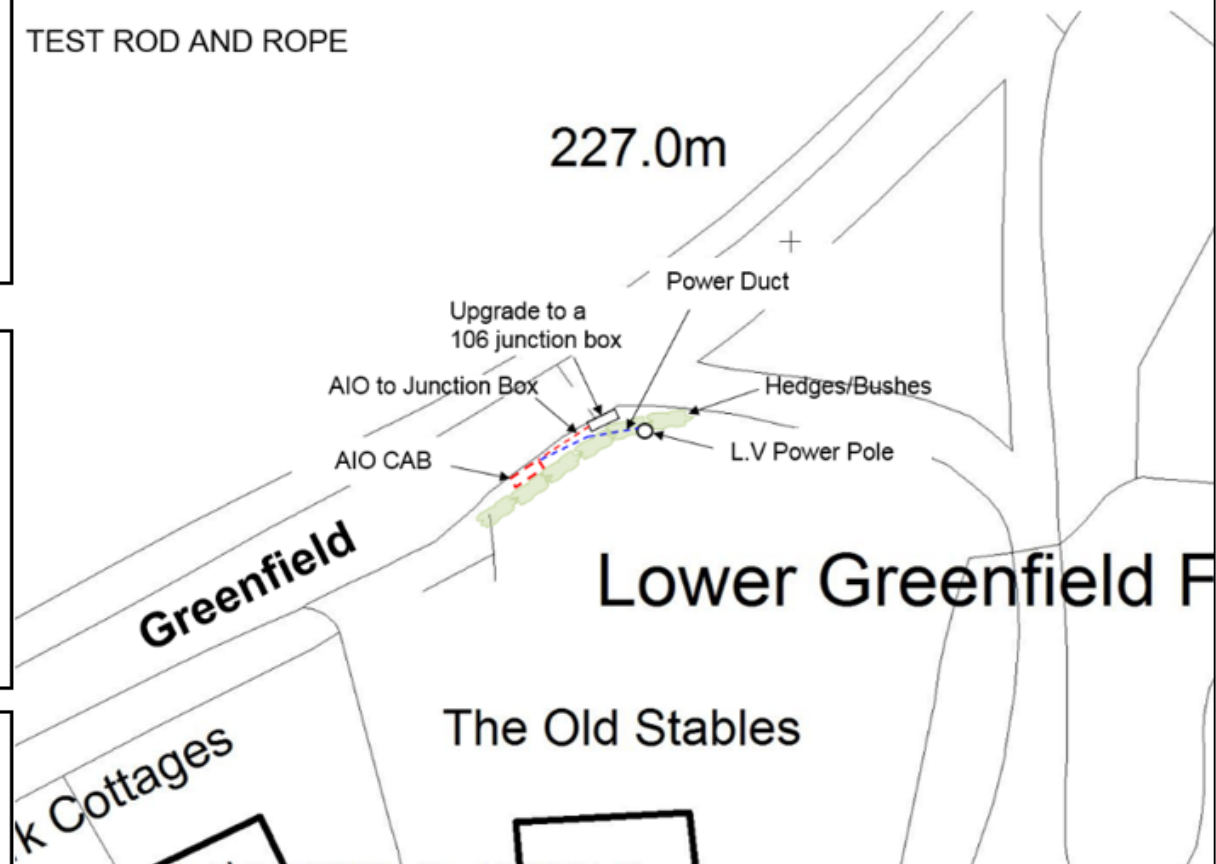 TEST ROD AND ROPE
227.0m
Power Duct
Upgrade to a
106 junction box
AIO to Junction Box
Hedges/Bushes
AIO CAB
L.V Power Pole
Greenfield
Lower Greenfield F
The Old Stables
k Cottages